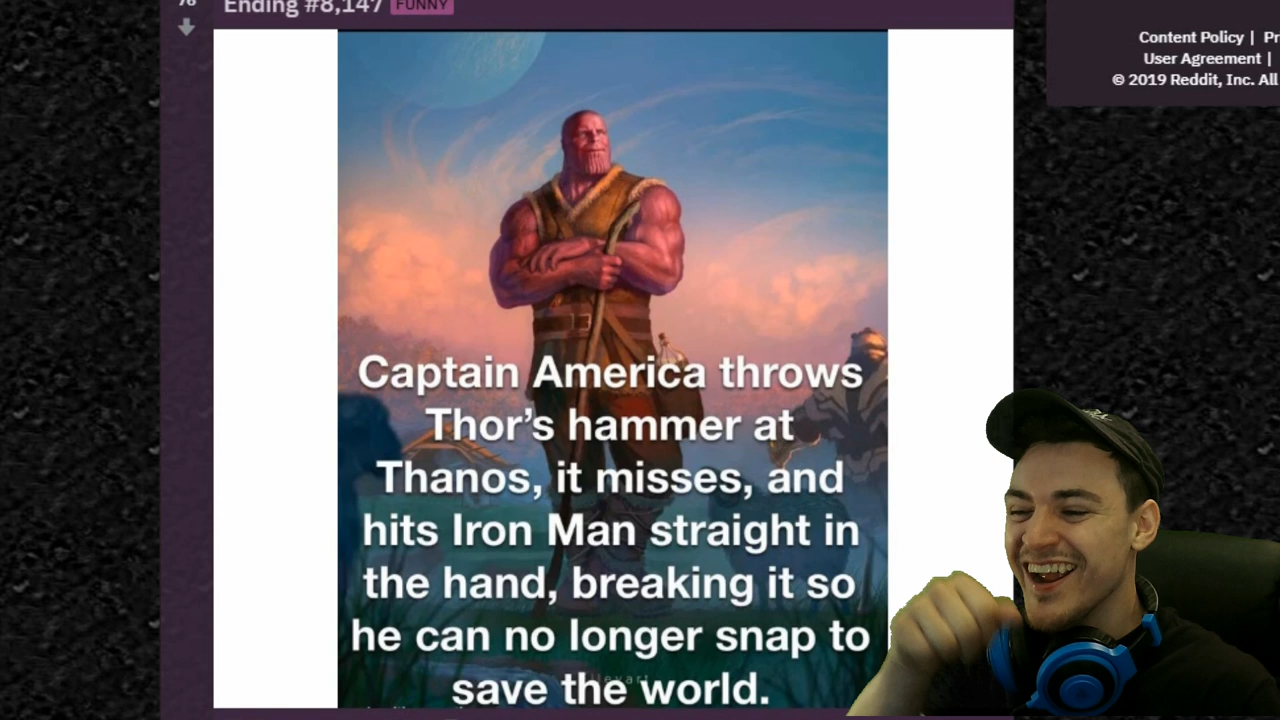 Ending #8,147 FUNNY
Content Policy | Pr
User Agreement |
© 2019 Reddit, Inc. All
Captain America throws
Thor’s hammer at
Thanos, it misses, and
hits Iron Man straight in
the hand, breaking it so
he can no longer snap to
save the world.